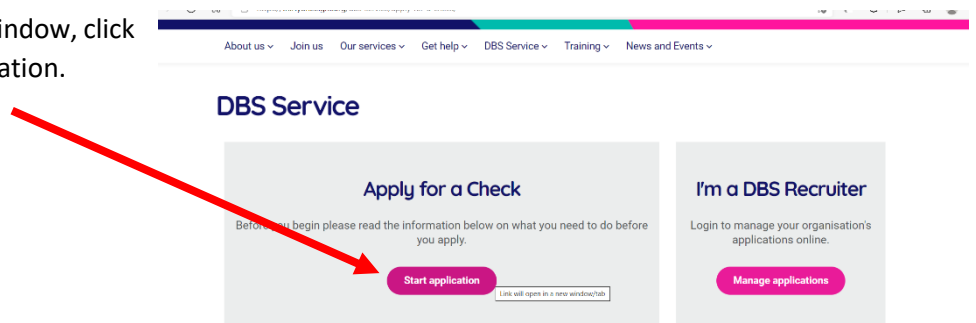 indow, click
ation.
About us Join us Our services Get help DBS Service Training News and Events
DBS Service
Apply for a Check
Before you begin please read the information below on what you need to do before
you apply.
Start application
Link will open in a new window/tab
I'm a DBS Recruiter
Login to manage your organisation's
applications online.
Manage applications